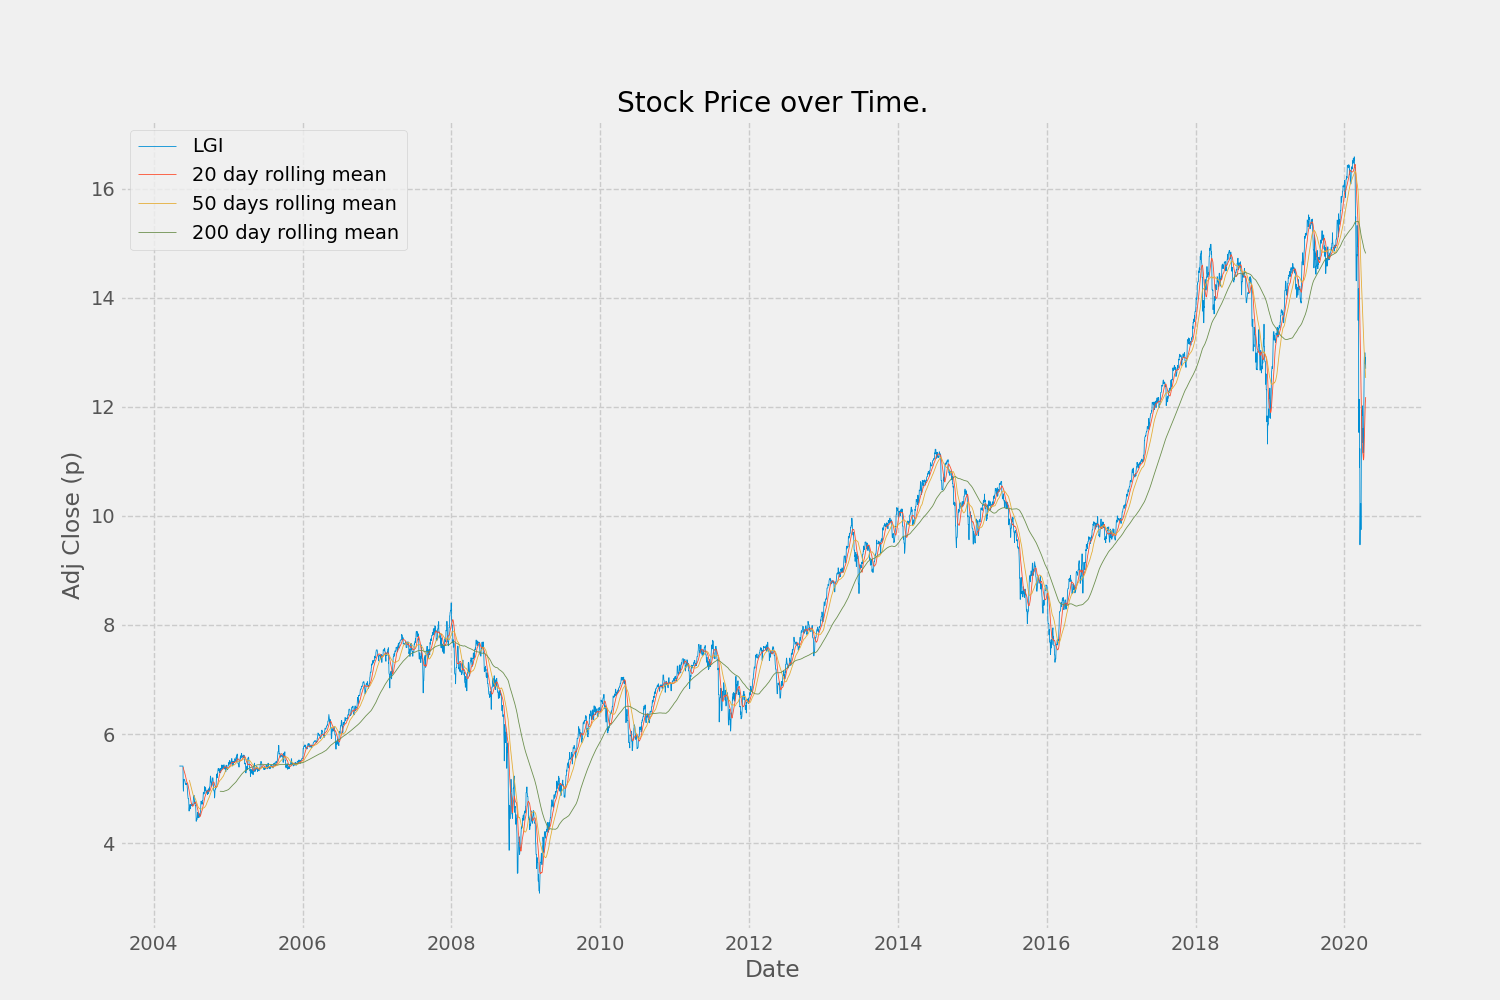 Stock Price over Time.
LGI
20 day rolling mean
50 days rolling mean
200 day rolling mean
16
14
12
10
8
6
4
Adj Close (p)
2004 2006 2008 2010 2012 2014 2016 2018 2020
Date